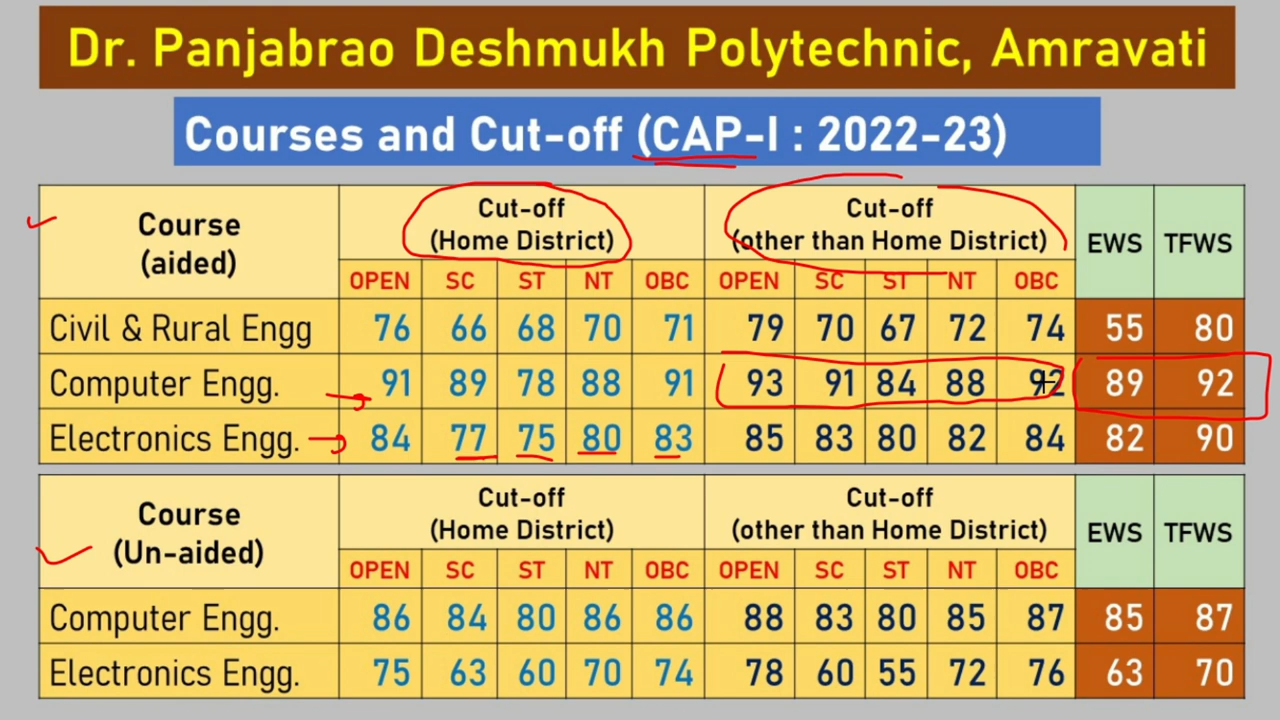 Dr. Panjabrao Deshmukh Polytechnic, Amravati
Courses and Cut-off (CAP-I : 2022-23)
Course (aided) Cut-off (Home District) Cut-off (other than Home District) EWS TFWS
OPEN SC ST NT OBC OPEN SC ST NT OBC
Civil & Rural Engg 76 66 68 70 71 79 70 67 72 74 55 80
Computer Engg. 91 89 78 88 91 93 91 84 88 92 89 92
Electronics Engg. 84 77 75 80 83 85 83 80 82 84 82 90
Course (Un-aided) Cut-off (Home District) Cut-off (other than Home District) EWS TFWS
OPEN SC ST NT OBC OPEN SC ST NT OBC
Computer Engg. 86 84 80 86 86 88 83 80 85 87 85 87
Electronics Engg. 75 63 60 70 74 78 60 55 72 76 63 70